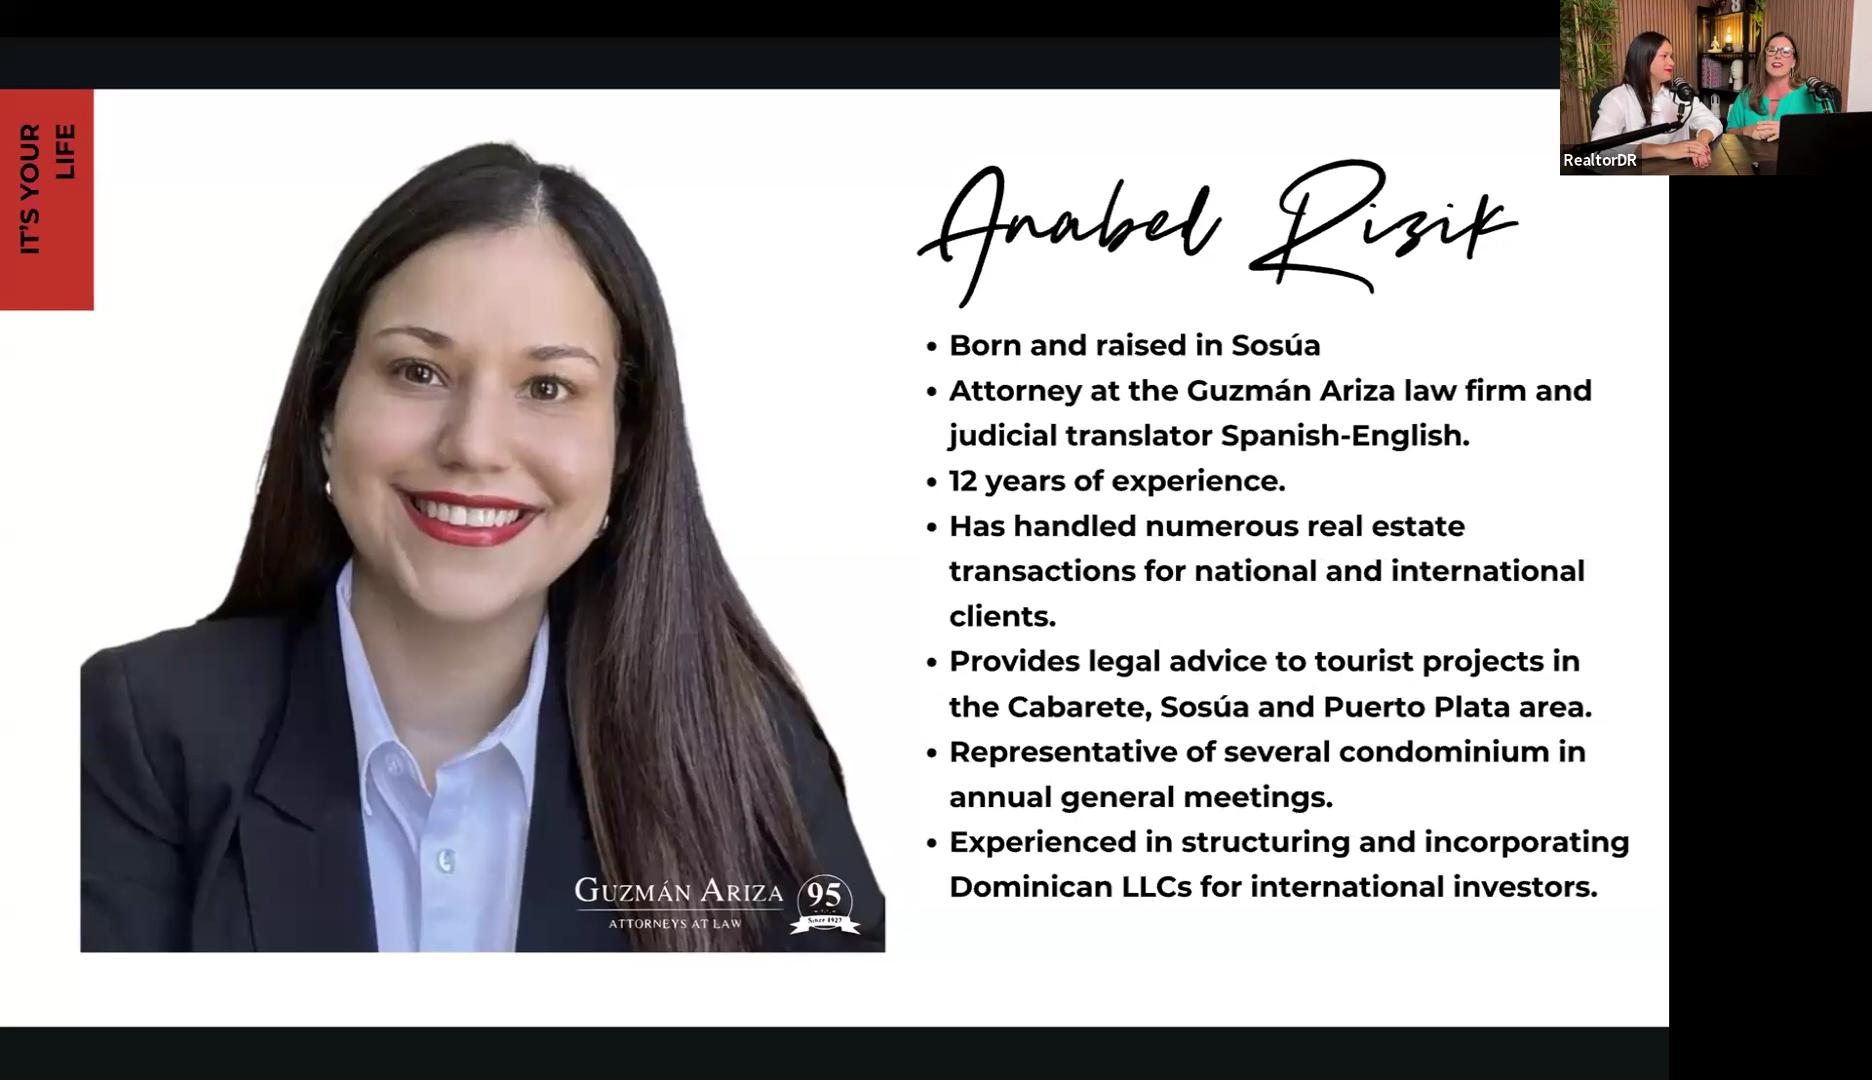 IT'S YOUR
LIFE
RealtorDR
Anabel Rizik
• Born and raised in Sosúa
• Attorney at the Guzmán Ariza law firm and
judicial translator Spanish-English.
• 12 years of experience.
• Has handled numerous real estate
transactions for national and international
clients.
• Provides legal advice to tourist projects in
the Cabarete, Sosúa and Puerto Plata area.
• Representative of several condominium in
annual general meetings.
• Experienced in structuring and incorporating
Dominican LLCs for international investors.
GUZMÁN ARIZA
ATTORNEYS AT LAW
95
Since 1927